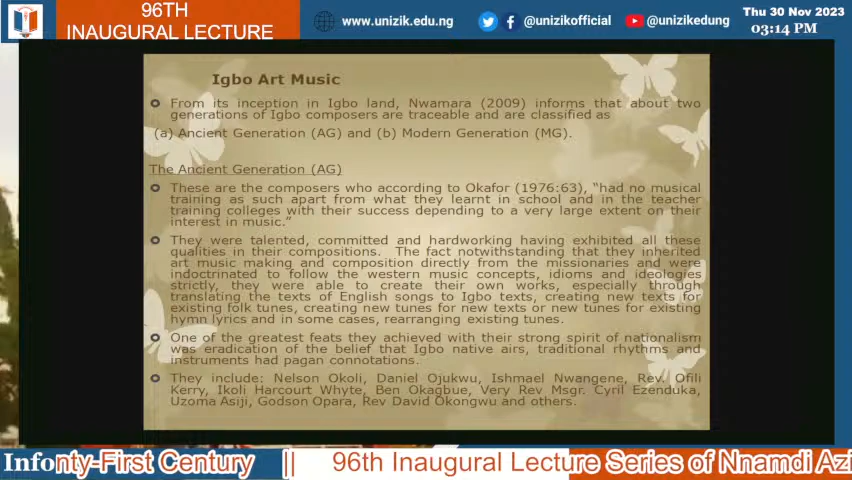 96TH
INAUGURAL LECTURE
www.unizik.edu.ng
@unizikofficial
@unizikedung
Thu 30 Nov 2023
03:14 PM
Igbo Art Music
From its inception in Igbo land, Nwamara (2009) informs that about two
generations of Igbo composers are traceable and are classified as
(a) Ancient Generation (AG) and (b) Modern Generation (MG).
The Ancient Generation (AG)
These are the composers who according to Okafor (1976:63), "had no musical
training as such apart from what they learnt in school and in the teacher
training colleges with their success depending to a very large extent on their
interest in music."
They were talented, committed and hardworking having exhibited all these
qualities in their compositions. The fact notwithstanding that they inherited
art music making and composition directly from the missionaries and were
indoctrinated to follow the western music concepts, idioms and ideologies
strictly, they were able to create their own works, especially through
translating the texts of English songs to Igbo texts, creating new texts for
existing folk tunes, creating new tunes for new texts or new tunes for existing
hymn lyrics and in some cases, rearranging existing tunes.
One of the greatest feats they achieved with their strong spirit of nationalism
was eradication of the belief that Igbo native airs, traditional rhythms and
instruments had pagan connotations.
They include: Nelson Okoli, Daniel Ojukwu, Ishmael Nwangene, Rev. Ofili
Kerry, Ikoli Harcourt Whyte, Ben Okagbue, Very Rev Msgr. Cyril Ezenduka,
Uzoma Asiji, Godson Opara, Rev David Okongwu and others.
Info nty-First Century || 96th Inaugural Lecture Series of Nnamdi Azi